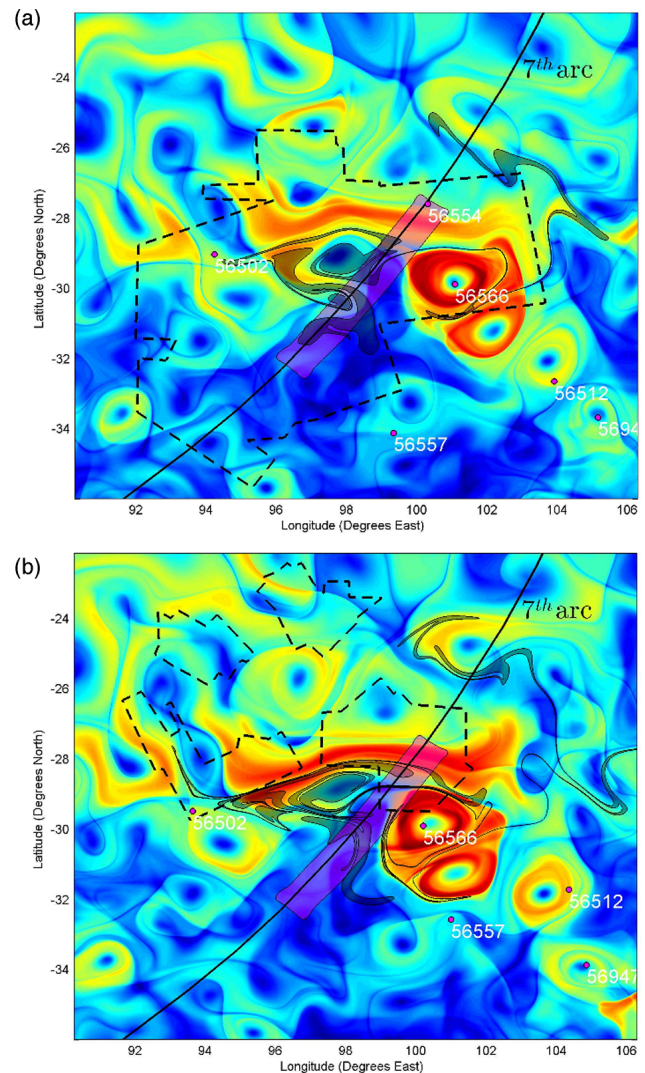 (a)
7th arc
-24
-26
-28
-30
-32
-34
56554
56502
56566
56512
5694
56557
92 94 96 98 100 102 104 106
Longitude (Degrees East)
Latitude (Degrees North)
(b)
7th arc
-24
-26
-28
-30
-32
-34
56502
56566
56512
56557
56947
92 94 96 98 100 102 104 106
Longitude (Degrees East)
Latitude (Degrees North)